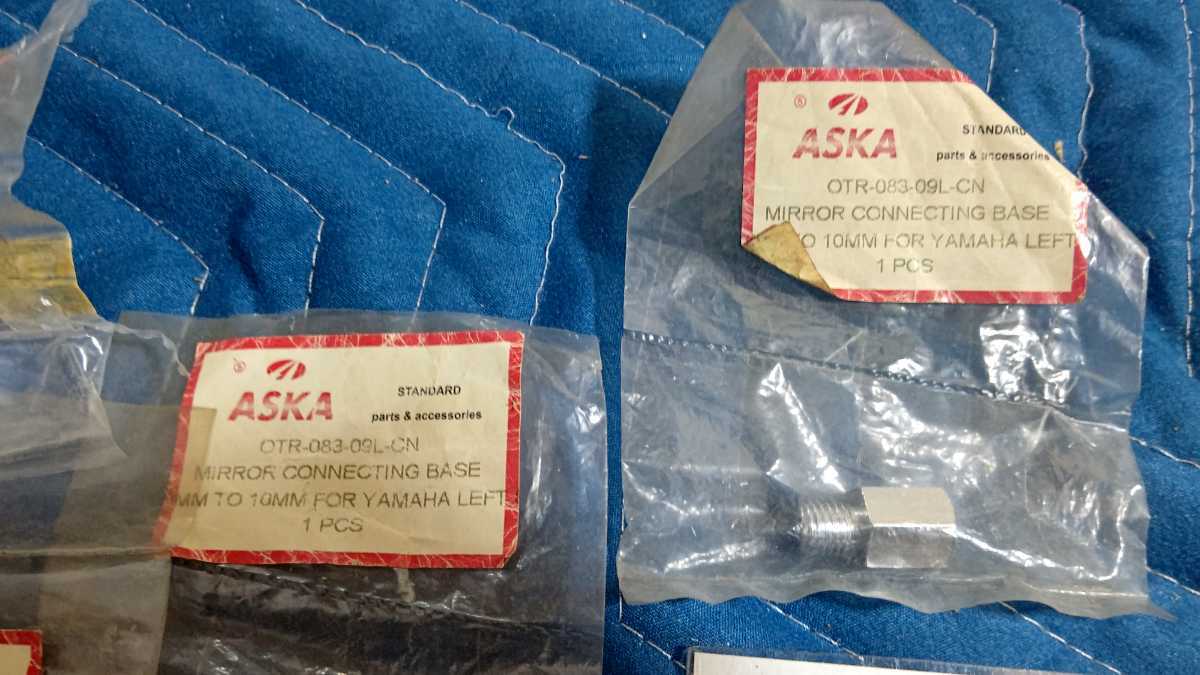 ASKA
STANDARD
parts & accessories
OTR-083-09L-CN
MIRROR CONNECTING BASE
MM TO 10MM FOR YAMAHA LEFT
1 PCS
ASKA
STANDARD
parts & accessories
OTR-083-09L-CN
MIRROR CONNECTING BASE
TO 10MM FOR YAMAHA LEFT
1 PCS